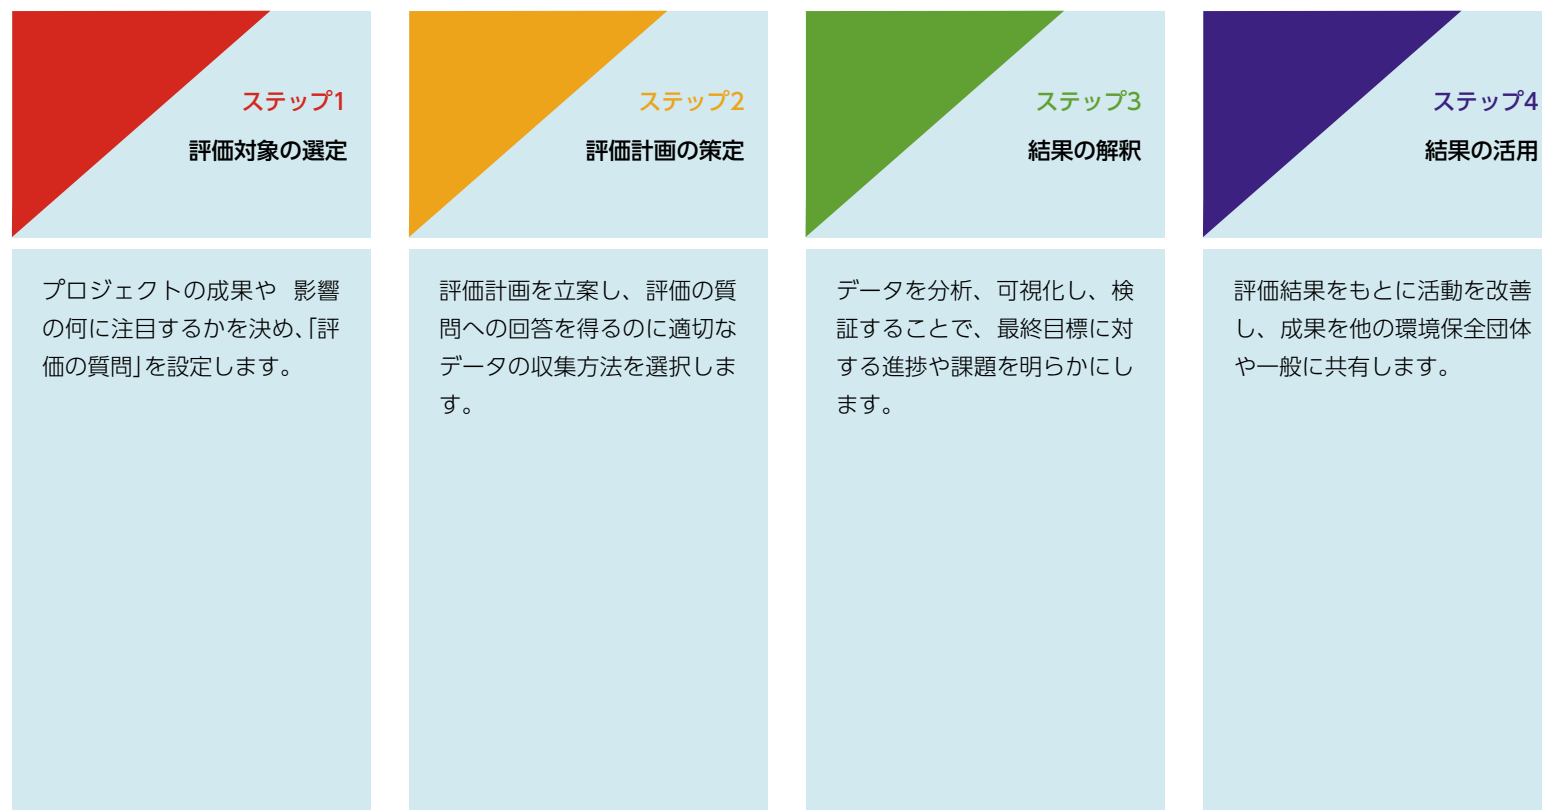 ステップ1
評価対象の選定
プロジェクトの成果や 影響
の何に注目するかを決め、「評
価の質問」を設定します。
ステップ2
評価計画の策定
評価計画を立案し、評価の質
問への回答を得るのに適切な
データの収集方法を選択しま
す。
ステップ3
結果の解釈
データを分析、可視化し、検
証することで、最終目標に対
する進捗や課題を明らかにし
ます。
ステップ4
結果の活用
評価結果をもとに活動を改善
し、成果を他の環境保全団体
や一般に共有します。